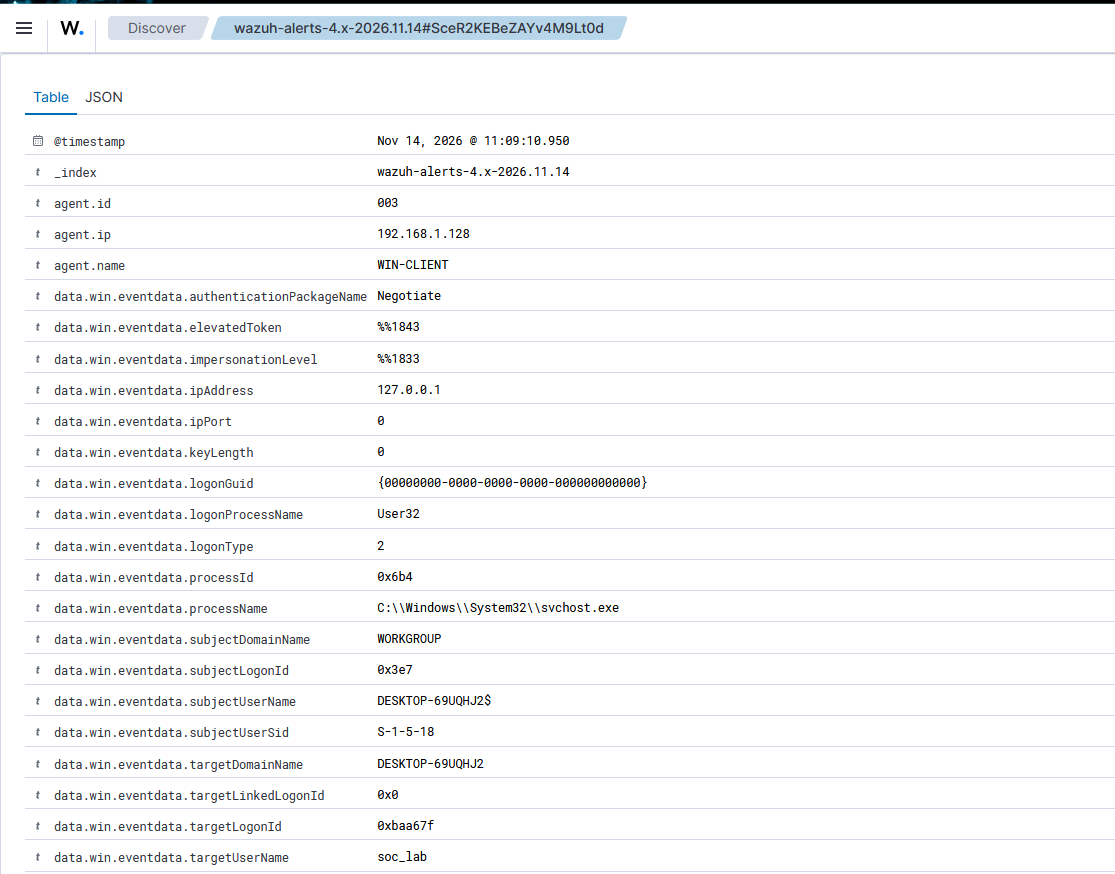 W. Discover wazuh-alerts-4.x-2026.11.14#SceR2KEBeZAYv4M9Lt0d
Table JSON
@timestamp Nov 14, 2026 @ 11:09:10.950
t _index wazuh-alerts-4.x-2026.11.14
t agent.id 003
t agent.ip 192.168.1.128
t agent.name WIN-CLIENT
t data.win.eventdata.authenticationPackageName Negotiate
t data.win.eventdata.elevatedToken %%1843
t data.win.eventdata.impersonationLevel %%1833
t data.win.eventdata.ipAddress 127.0.0.1
t data.win.eventdata.ipPort 0
t data.win.eventdata.keyLength 0
t data.win.eventdata.logonGuid {00000000-0000-0000-0000-000000000000}
t data.win.eventdata.logonProcessName User32
t data.win.eventdata.logonType 2
t data.win.eventdata.processId 0x6b4
t data.win.eventdata.processName C:\\Windows\\System32\\svchost.exe
t data.win.eventdata.subjectDomainName WORKGROUP
t data.win.eventdata.subjectLogonId 0x3e7
t data.win.eventdata.subjectUserName DESKTOP-69UQHJ2$
t data.win.eventdata.subjectUserSid S-1-5-18
t data.win.eventdata.targetDomainName DESKTOP-69UQHJ2
t data.win.eventdata.targetLinkedLogonId 0x0
t data.win.eventdata.targetLogonId 0xbaa67f
t data.win.eventdata.targetUserName soc_lab